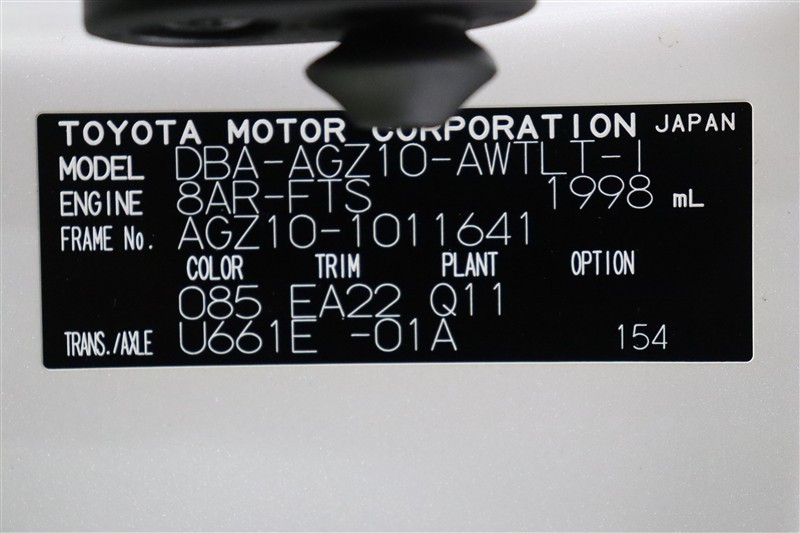 TOYOTA MOTOR CORPORATION JAPAN
MODEL DBA-AGZ10-AWTLT-I
ENGINE 8AR-FTS 1998 mL
FRAME No. AGZ10-1011641
COLOR TRIM PLANT OPTION
085 EA22 Q11
TRANS./AXLE U661E -01A 154